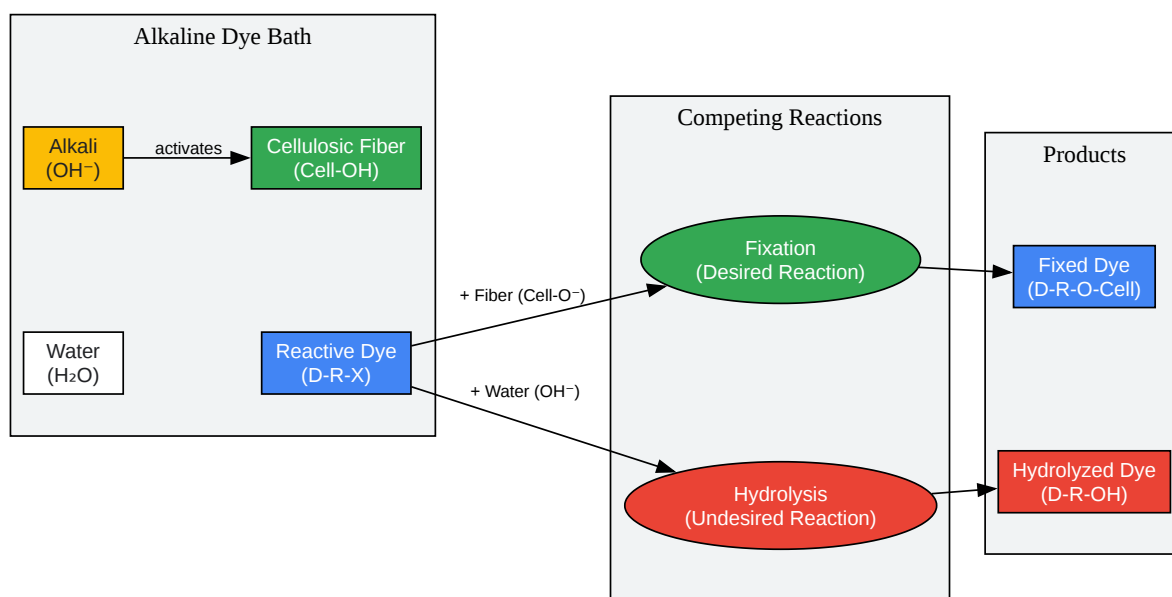 Alkaline Dye Bath
Alkali
(OH⁻)
activates
Cellulosic Fiber
(Cell-OH)
Water
(H₂O)
Reactive Dye
(D-R-X)
+ Fiber (Cell-O⁻)
+ Water (OH⁻)
Competing Reactions
Fixation
(Desired Reaction)
Hydrolysis
(Undesired Reaction)
Products
Fixed Dye
(D-R-O-Cell)
Hydrolyzed Dye
(D-R-OH)